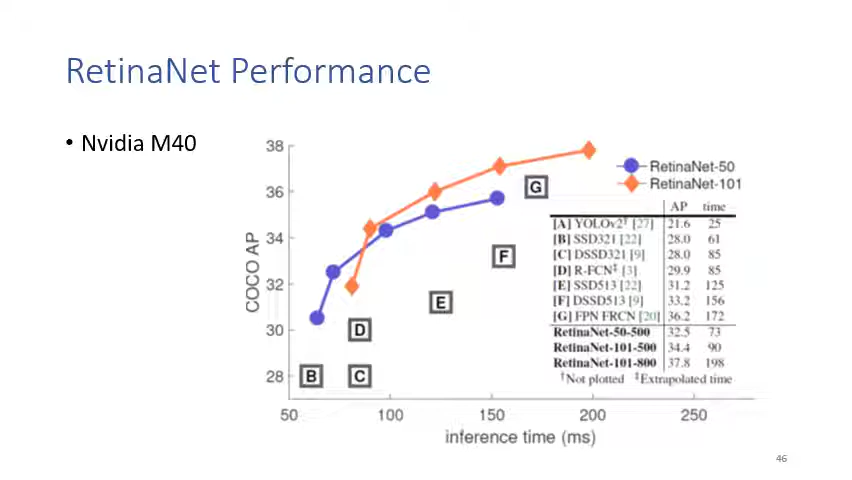 RetinaNet Performance
• Nvidia M40
38
36
34
32
30
28
COCO AP
50 100 150 200 250
inference time (ms)
B
C
D
E
F
G
RetinaNet-50
RetinaNet-101
AP time
[A] YOLOv2† [27] 21.6 25
[B] SSD321 [22] 28.0 61
[C] DSSD321 [9] 28.0 85
[D] R-FCN‡ [3] 29.9 85
[E] SSD513 [22] 31.2 125
[F] DSSD513 [9] 33.2 156
[G] FPN FRCN [20] 36.2 172
RetinaNet-50-500 32.5 73
RetinaNet-101-500 34.4 90
RetinaNet-101-800 37.8 198
†Not plotted ‡Extrapolated time
46